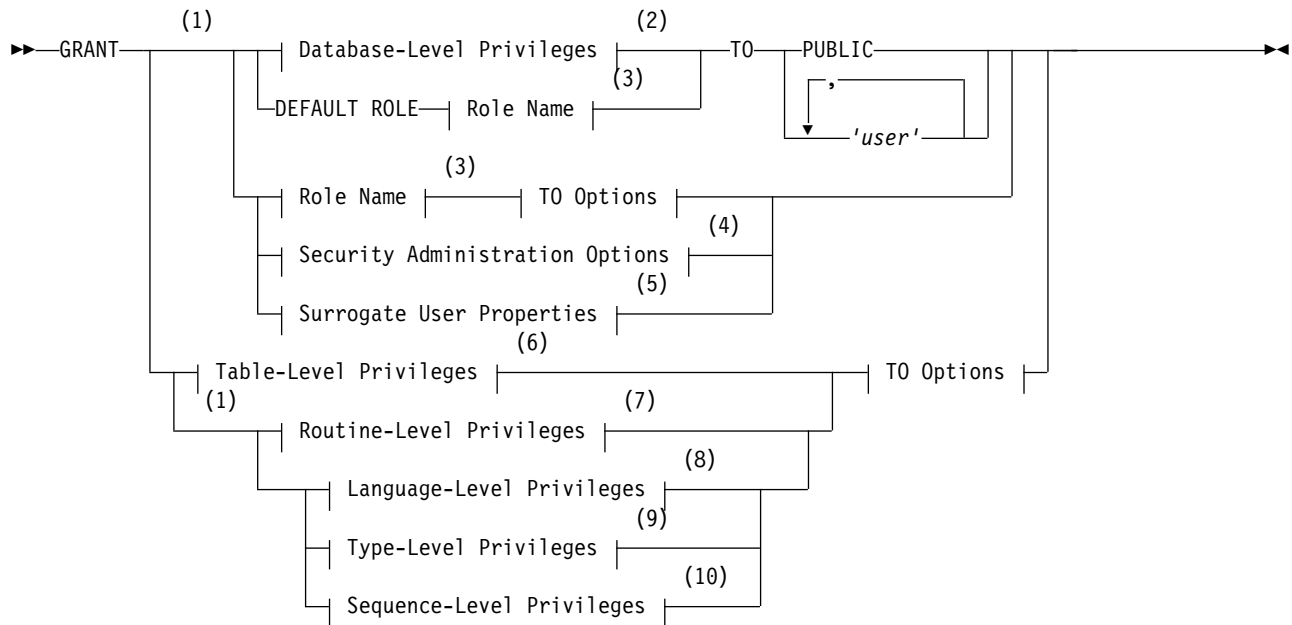 (1) (2)
GRANT Database-Level Privileges TO PUBLIC
(3) ,
DEFAULT ROLE Role Name 'user'
(3)
Role Name TO Options
(4)
Security Administration Options
(5)
Surrogate User Properties
(6)
Table-Level Privileges TO Options
(1) (7)
Routine-Level Privileges
(8)
Language-Level Privileges
(9)
Type-Level Privileges
(10)
Sequence-Level Privileges